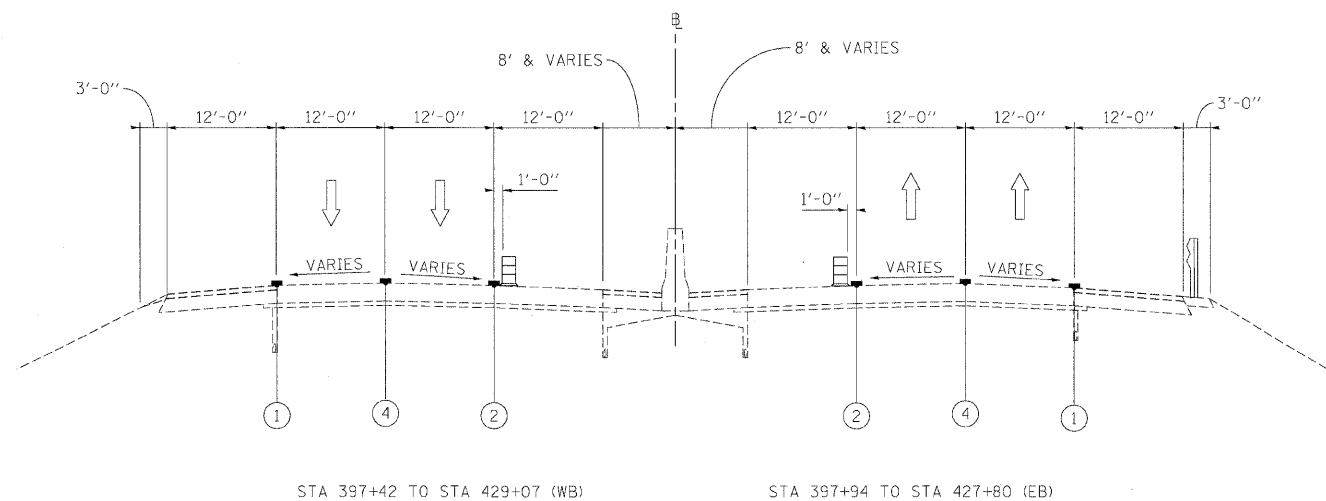 ℄
8' & VARIES
8' & VARIES
3'-0"
3'-0"
12'-0"
12'-0"
12'-0"
12'-0"
12'-0"
12'-0"
12'-0"
12'-0"
1'-0"
1'-0"
VARIES
VARIES
VARIES
VARIES
1
4
2
2
4
1
STA 397+42 TO STA 429+07 (WB)
STA 397+94 TO STA 427+80 (EB)